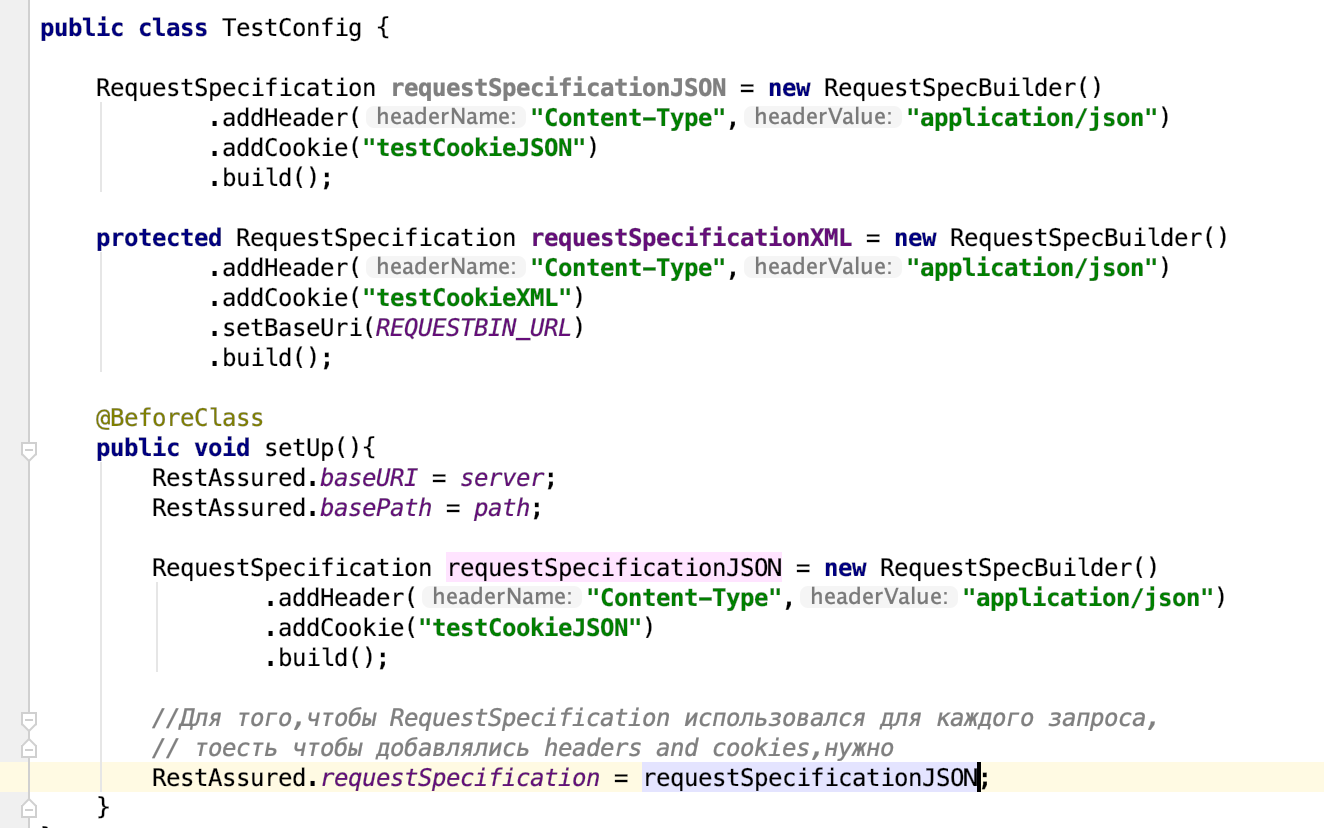 public class TestConfig {
RequestSpecification requestSpecificationJSON = new RequestSpecBuilder()
.addHeader( headerName: "Content-Type", headerValue: "application/json")
.addCookie("testCookieJSON")
.build();
protected RequestSpecification requestSpecificationXML = new RequestSpecBuilder()
.addHeader( headerName: "Content-Type", headerValue: "application/json")
.addCookie("testCookieXML")
.setBaseUri(REQUESTBIN_URL)
.build();
@BeforeClass
public void setUp(){
RestAssured.baseURI = server;
RestAssured.basePath = path;
RequestSpecification requestSpecificationJSON = new RequestSpecBuilder()
.addHeader( headerName: "Content-Type", headerValue: "application/json")
.addCookie("testCookieJSON")
.build();
//Для того,чтобы RequestSpecification использовался для каждого запроса,
// тоесть чтобы добавлялись headers and cookies,нужно
RestAssured.requestSpecification = requestSpecificationJSON;
}